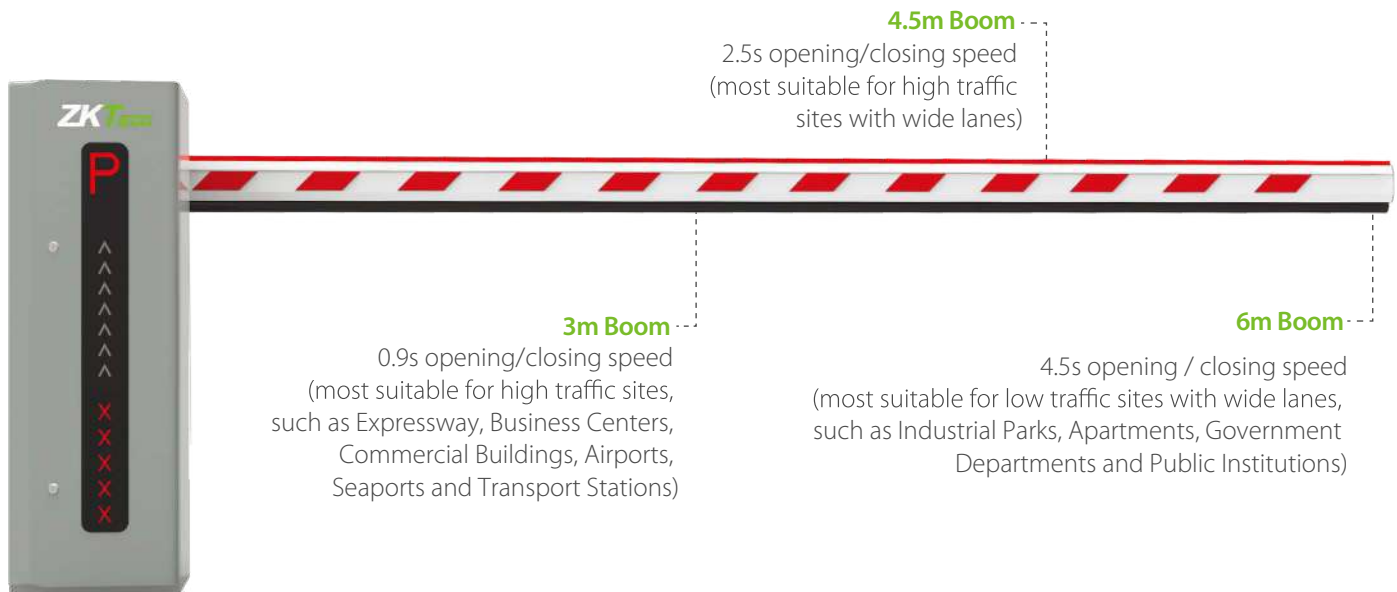 4.5m Boom
2.5s opening/closing speed
(most suitable for high traffic
sites with wide lanes)
ZKTeco
P
X
X
X
X
X
3m Boom
0.9s opening/closing speed
(most suitable for high traffic sites,
such as Expressway, Business Centers,
Commercial Buildings, Airports,
Seaports and Transport Stations)
6m Boom
4.5s opening / closing speed
(most suitable for low traffic sites with wide lanes,
such as Industrial Parks, Apartments, Government
Departments and Public Institutions)